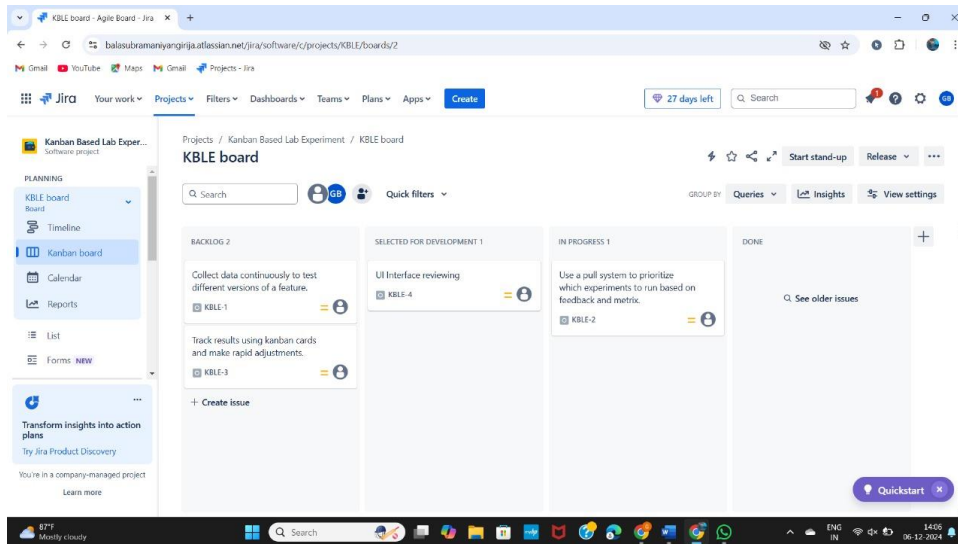 KBLE board - Agile Board - Jira
balasubramaniyangirija.atlassian.net/jira/software/c/projects/KBLE/boards/2
Gmail YouTube Maps Gmail Projects - Jira
Jira Your work Projects Filters Dashboards Teams Plans Apps Create 27 days left Search 1 GB
Kanban Based Lab Exper...
Software project
PLANNING
KBLE board
Board
Timeline
Kanban board
Calendar
Reports
List
Forms NEW
Transform insights into action
plans
Try Jira Product Discovery
You're in a company-managed project
Learn more
Projects / Kanban Based Lab Experiment / KBLE board
KBLE board
Start stand-up Release
Search GB Quick filters GROUP BY Queries Insights View settings
BACKLOG 2
Collect data continuously to test
different versions of a feature.
KBLE-1
Track results using kanban cards
and make rapid adjustments.
KBLE-3
+ Create issue
SELECTED FOR DEVELOPMENT 1
UI Interface reviewing
KBLE-4
IN PROGRESS 1
Use a pull system to prioritize
which experiments to run based on
feedback and metrix.
KBLE-2
DONE
See older issues
Quickstart
87°F
Mostly cloudy
Search
ENG
IN
14:06
06-12-2024